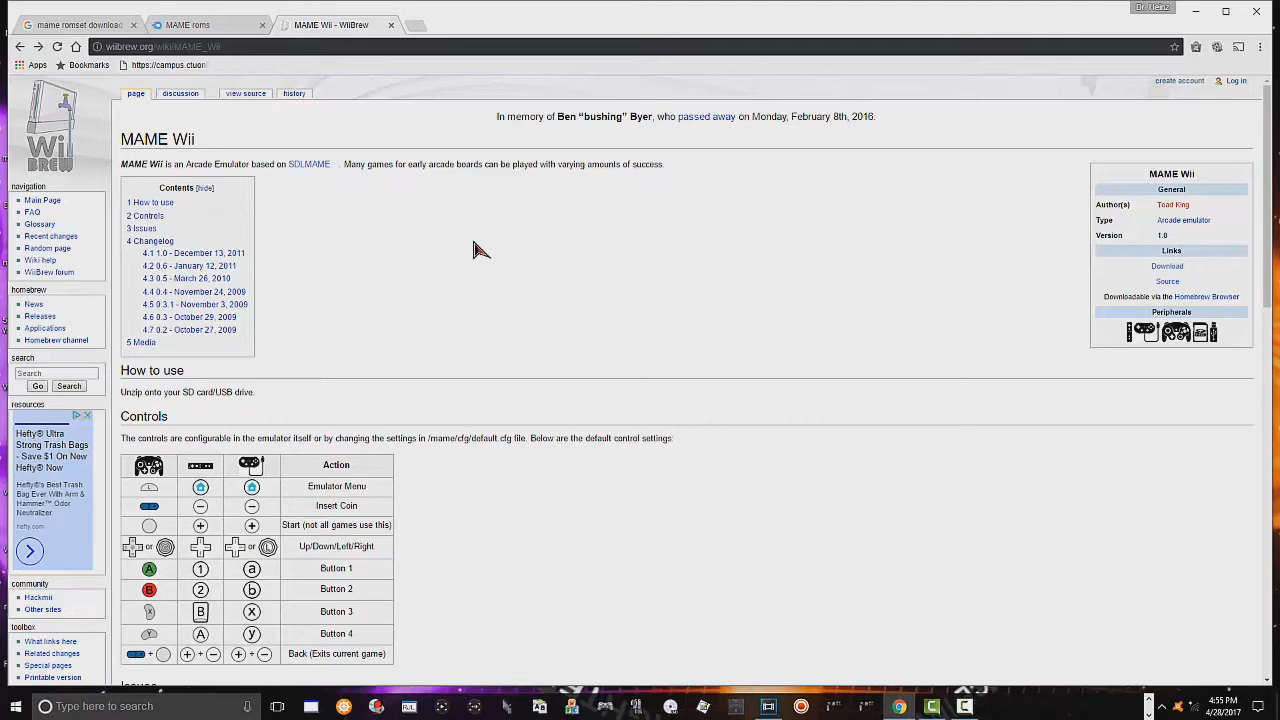 Dr. Heinz
mame romset download
MAME roms
MAME Wii - WiiBrew
wiibrew.org/wiki/MAME_Wii
Apps
Bookmarks
https://campus.ctuon
create account
Log in
page
discussion
view source
history
In memory of Ben “bushing” Byer, who passed away on Monday, February 8th, 2016.
Wii
BREW
MAME Wii
MAME Wii is an Arcade Emulator based on SDLMAME . Many games for early arcade boards can be played with varying amounts of success.
Contents [hide]
1 How to use
2 Controls
3 Issues
4 Changelog
4.1 1.0 - December 13, 2011
4.2 0.6 - January 12, 2011
4.3 0.5 - March 26, 2010
4.4 0.4 - November 24, 2009
4.5 0.3.1 - November 3, 2009
4.6 0.3 - October 29, 2009
4.7 0.2 - October 27, 2009
5 Media
MAME Wii
General
Author(s) Toad King
Type Arcade emulator
Version 1.0
Links
Download
Source
Downloadable via the Homebrew Browser
Peripherals
navigation
Main Page
FAQ
Glossary
Recent changes
Random page
Wiki help
WiiBrew forum
homebrew
News
Releases
Applications
Homebrew channel
search
Search
Go
Search
resources
Hefty® Ultra
Strong Trash Bags
- Save $1 On New
Hefty® Now
Hefty®'s Best Trash
Bag Ever With Arm &
Hammer™ Odor
Neutralizer.
hefty.com
community
Hackmii
Other sites
toolbox
What links here
Related changes
Special pages
Printable version
How to use
Unzip onto your SD card/USB drive.
Controls
The controls are configurable in the emulator itself or by changing the settings in /mame/cfg/default.cfg file. Below are the default control settings:
Action
Emulator Menu
Insert Coin
Start (not all games use this)
or or L Up/Down/Left/Right
A 1 a Button 1
B 2 b Button 2
X B x Button 3
Y A y Button 4
+ + + − + + − Back (Exits current game)
Type here to search
4:55 PM
4/28/2017